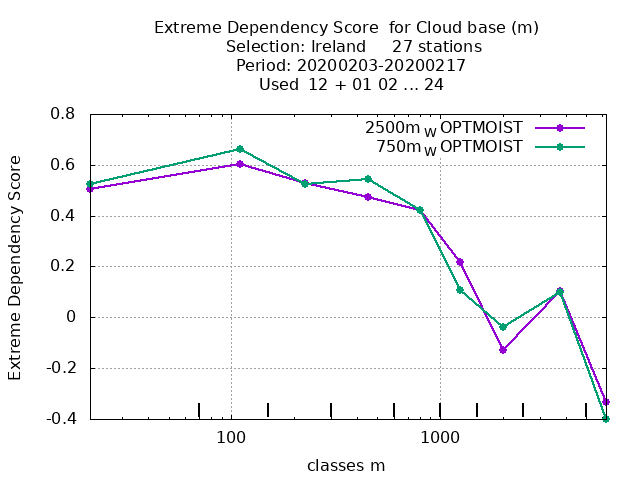 Extreme Dependency Score  for Cloud base (m)
Selection: Ireland     27 stations
Period: 20200203-20200217
Used  12 + 01 02 ... 24
2500m_W OPTMOIST
750m_W OPTMOIST
Extreme Dependency Score
0.8
0.6
0.4
0.2
0
-0.2
-0.4
100 1000
classes m